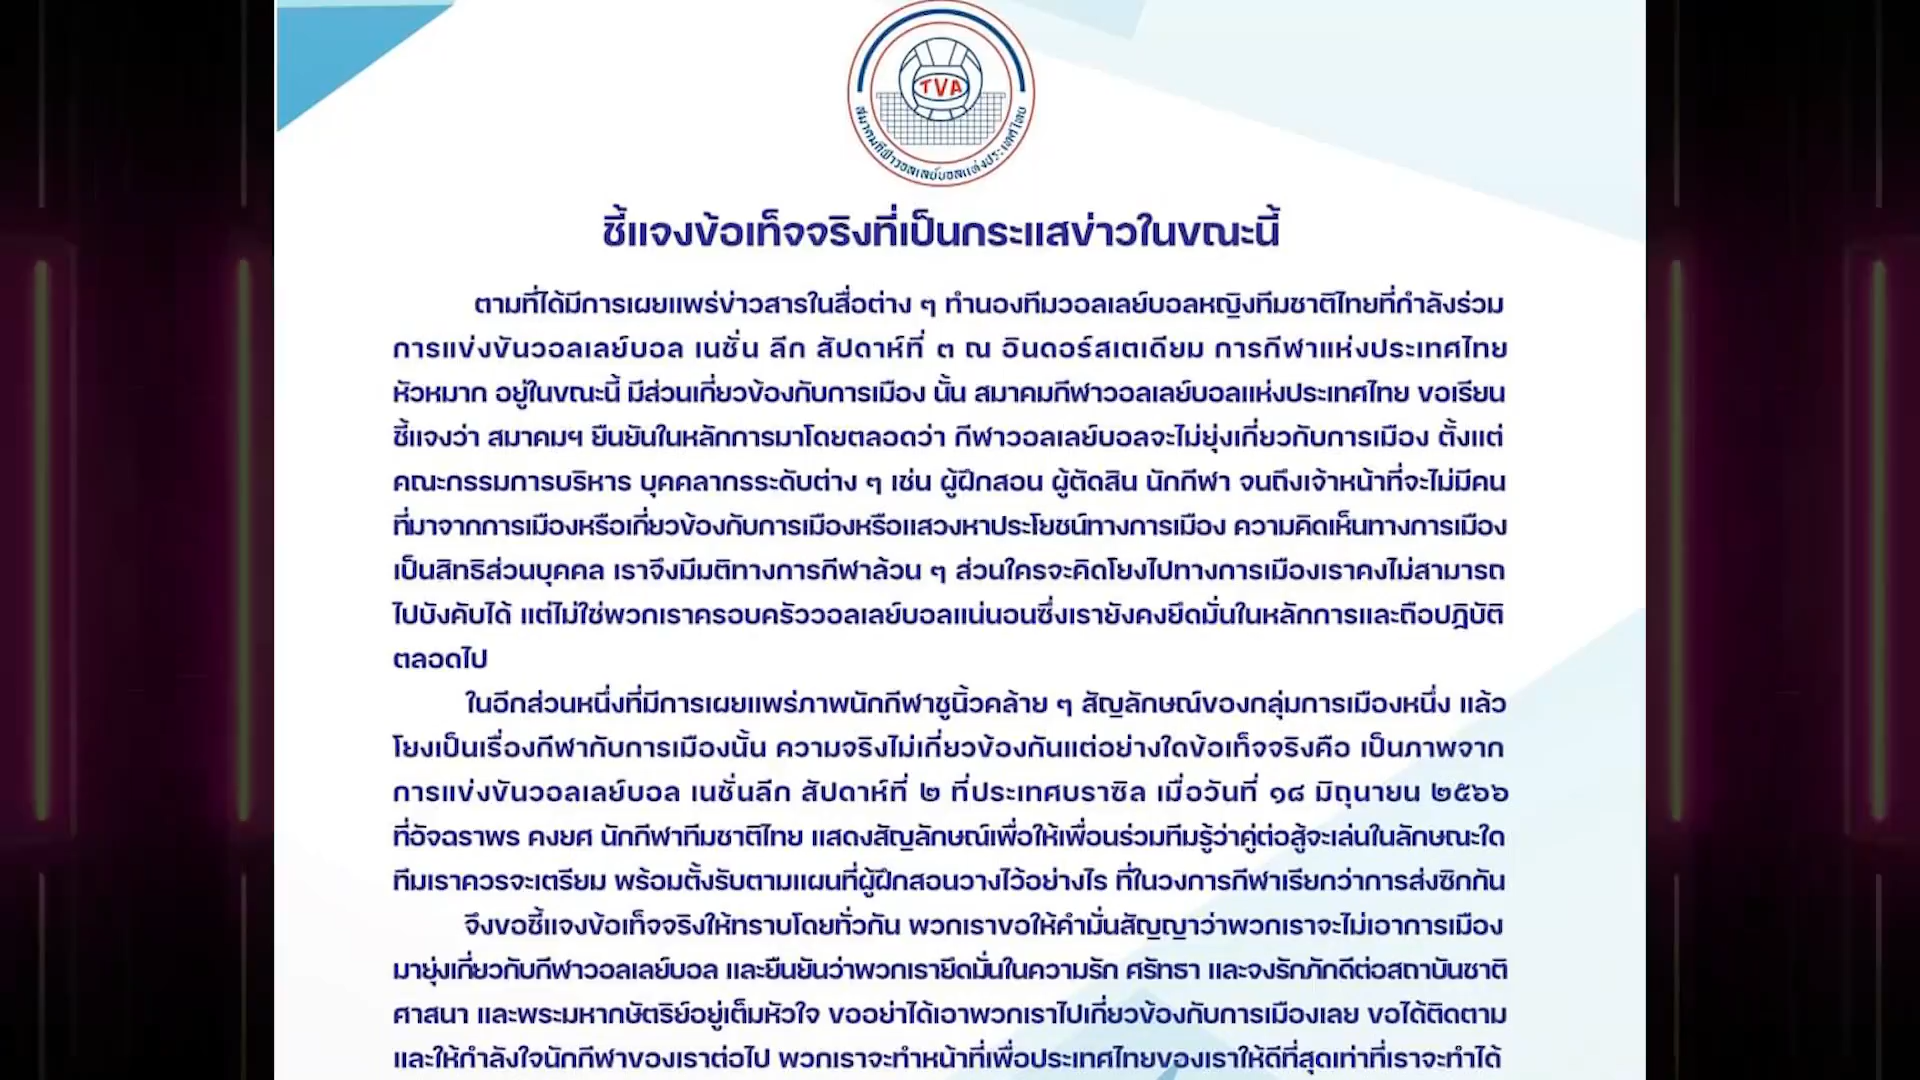 TVA
สมาคมกีฬาวอลเลย์บอลแห่งประเทศไทย
ชี้แจงข้อเท็จจริงที่เป็นกระแสข่าวในขณะนี้
ตามที่ได้มีการเผยแพร่ข่าวสารในสื่อต่าง ๆ ทำนองทีมวอลเลย์บอลหญิงทีมชาติไทยที่กำลังร่วม
การแข่งขันวอลเลย์บอล เนชั่น ลีก สัปดาห์ที่ ๓ ณ อินดอร์สเตเดียม การกีฬาแห่งประเทศไทย
หัวหมาก อยู่ในขณะนี้ มีส่วนเกี่ยวข้องกับการเมือง นั้น สมาคมกีฬาวอลเลย์บอลแห่งประเทศไทย ขอเรียน
ชี้แจงว่า สมาคมฯ ยืนยันในหลักการมาโดยตลอดว่า กีฬาวอลเลย์บอลจะไม่ยุ่งเกี่ยวกับการเมือง ตั้งแต่
คณะกรรมการบริหาร บุคคลากรระดับต่าง ๆ เช่น ผู้ฝึกสอน ผู้ตัดสิน นักกีฬา จนถึงเจ้าหน้าที่จะไม่มีคน
ที่มาจากการเมืองหรือเกี่ยวข้องกับการเมืองหรือแสวงหาประโยชน์ทางการเมือง ความคิดเห็นทางการเมือง
เป็นสิทธิส่วนบุคคล เราจึงมีมติทางการกีฬาล้วน ๆ ส่วนใครจะคิดโยงไปทางการเมืองเราคงไม่สามารถ
ไปบังคับได้ แต่ไม่ใช่พวกเราครอบครัววอลเลย์บอลแน่นอนซึ่งเรายังคงยึดมั่นในหลักการและถือปฎิบัติ
ตลอดไป
ในอีกส่วนหนึ่งที่มีการเผยแพร่ภาพนักกีฬาชูนิ้วคล้าย ๆ สัญลักษณ์ของกลุ่มการเมืองหนึ่ง แล้ว
โยงเป็นเรื่องกีฬากับการเมืองนั้น ความจริงไม่เกี่ยวข้องกันแต่อย่างใดข้อเท็จจริงคือ เป็นภาพจาก
การแข่งขันวอลเลย์บอล เนชั่นลีก สัปดาห์ที่ ๒ ที่ประเทศบราซิล เมื่อวันที่ ๑๘ มิถุนายน ๒๕๖๖
ที่อัจฉราพร คงยศ นักกีฬาทีมชาติไทย แสดงสัญลักษณ์เพื่อให้เพื่อนร่วมทีมรู้ว่าคู่ต่อสู้จะเล่นในลักษณะใด
ทีมเราควรจะเตรียม พร้อมตั้งรับตามแผนที่ผู้ฝึกสอนวางไว้อย่างไร ที่ในวงการกีฬาเรียกว่าการส่งซิกกัน
จึงขอชี้แจงข้อเท็จจริงให้ทราบโดยทั่วกัน พวกเราขอให้คำมั่นสัญญาว่าพวกเราจะไม่เอาการเมือง
มายุ่งเกี่ยวกับกีฬาวอลเลย์บอล และยืนยันว่าพวกเรายึดมั่นในความรัก ศรัทธา และจงรักภักดีต่อสถาบันชาติ
ศาสนา และพระมหากษัตริย์อยู่เต็มหัวใจ ขออย่าได้เอาพวกเราไปเกี่ยวข้องกับการเมืองเลย ขอได้ติดตาม
และให้กำลังใจนักกีฬาของเราต่อไป พวกเราจะทำหน้าที่เพื่อประเทศไทยของเราให้ดีที่สุดเท่าที่เราจะทำได้